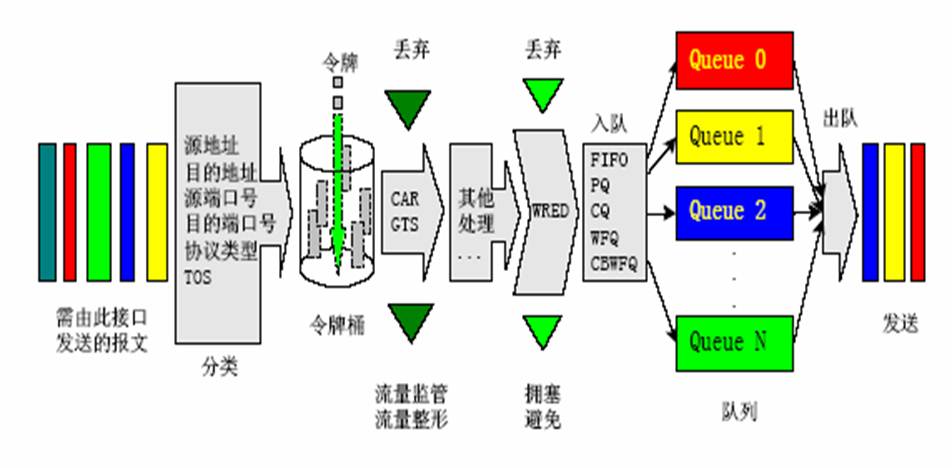 需由此接口
发送的报文
源地址
目的地址
源端口号
目的端口号
协议类型
TOS
分类
令牌
令牌桶
丢弃
CAR
GTS
流量监管
流量整形
其他
处理
...
丢弃
WRED
拥塞
避免
入队
FIFO
PQ
CQ
WFQ
CBWFQ
Queue 0
Queue 1
Queue 2
Queue N
队列
出队
发送